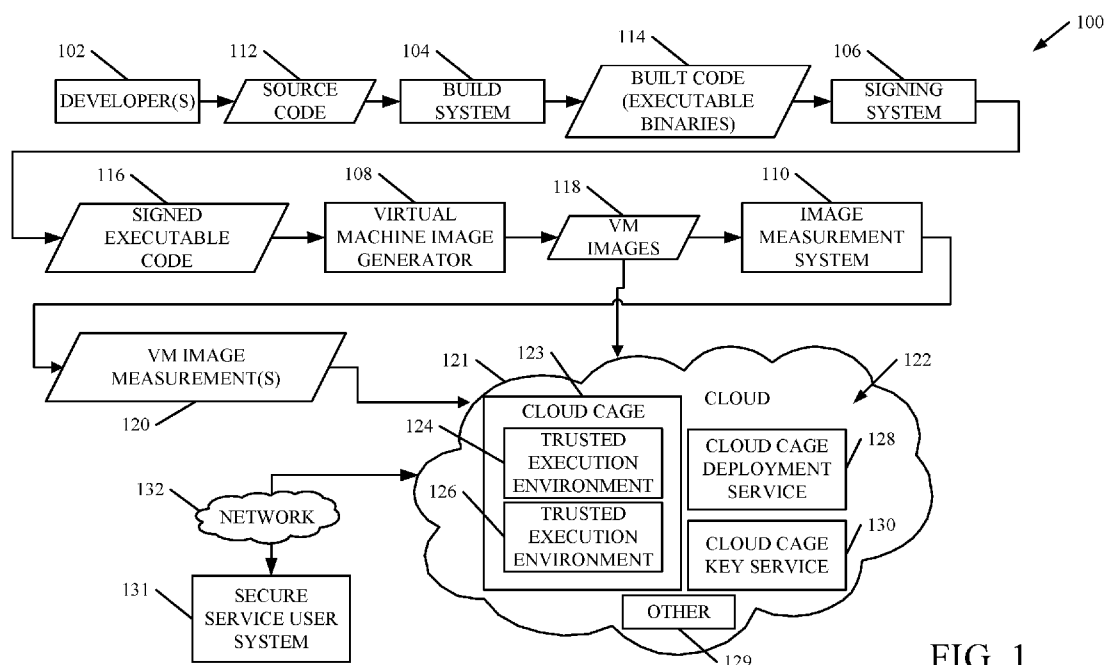 100
102
112
104
114
106
DEVELOPER(S)
SOURCE
CODE
BUILD
SYSTEM
BUILT CODE
(EXECUTABLE
BINARIES)
SIGNING
SYSTEM
116
108
118
110
SIGNED
EXECUTABLE
CODE
VIRTUAL
MACHINE IMAGE
GENERATOR
VM
IMAGES
IMAGE
MEASUREMENT
SYSTEM
VM IMAGE
MEASUREMENT(S)
120
121
123
122
CLOUD
CLOUD CAGE
124
TRUSTED
EXECUTION
ENVIRONMENT
126
TRUSTED
EXECUTION
ENVIRONMENT
CLOUD CAGE
DEPLOYMENT
SERVICE
128
CLOUD CAGE
KEY SERVICE
130
132
NETWORK
131
SECURE
SERVICE USER
SYSTEM
OTHER
129
FIG. 1